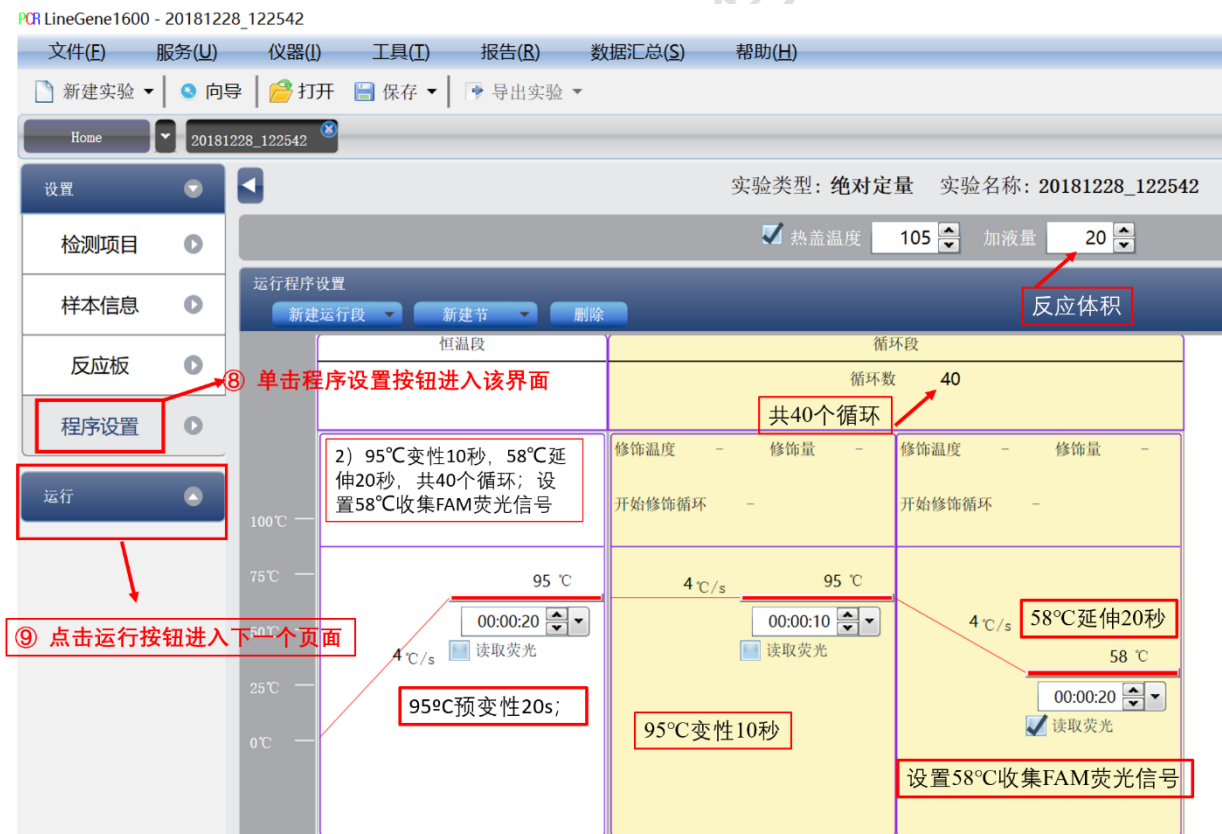 PCR LineGene1600 - 20181228_122542
文件(F) 服务(U) 仪器(I) 工具(T) 报告(R) 数据汇总(S) 帮助(H)
新建实验 向导 打开 保存 导出实验
Home 20181228_122542
设置
实验类型: 绝对定量 实验名称: 20181228_122542
检测项目
热盖温度 105 加液量 20
样本信息
运行程序设置
新建运行段 新建节 删除
反应体积
恒温段 循环段
反应板
循环数 40
⑧ 单击程序设置按钮进入该界面
共40个循环
程序设置
2）95℃变性10秒，58℃延
伸20秒，共40个循环；设
置58℃收集FAM荧光信号
修饰温度 - 修饰量 - 修饰温度 - 修饰量 -
开始修饰循环 - 开始修饰循环 -
运行
100℃
75℃
95 ℃
4 ℃/s 95 ℃
00:00:20
00:00:10
4 ℃/s 58℃延伸20秒
⑨ 点击运行按钮进入下一个页面
50℃
4 ℃/s 读取荧光
读取荧光
58 ℃
25℃
00:00:20
95ºC预变性20s；
95℃变性10秒
读取荧光
0℃
设置58℃收集FAM荧光信号